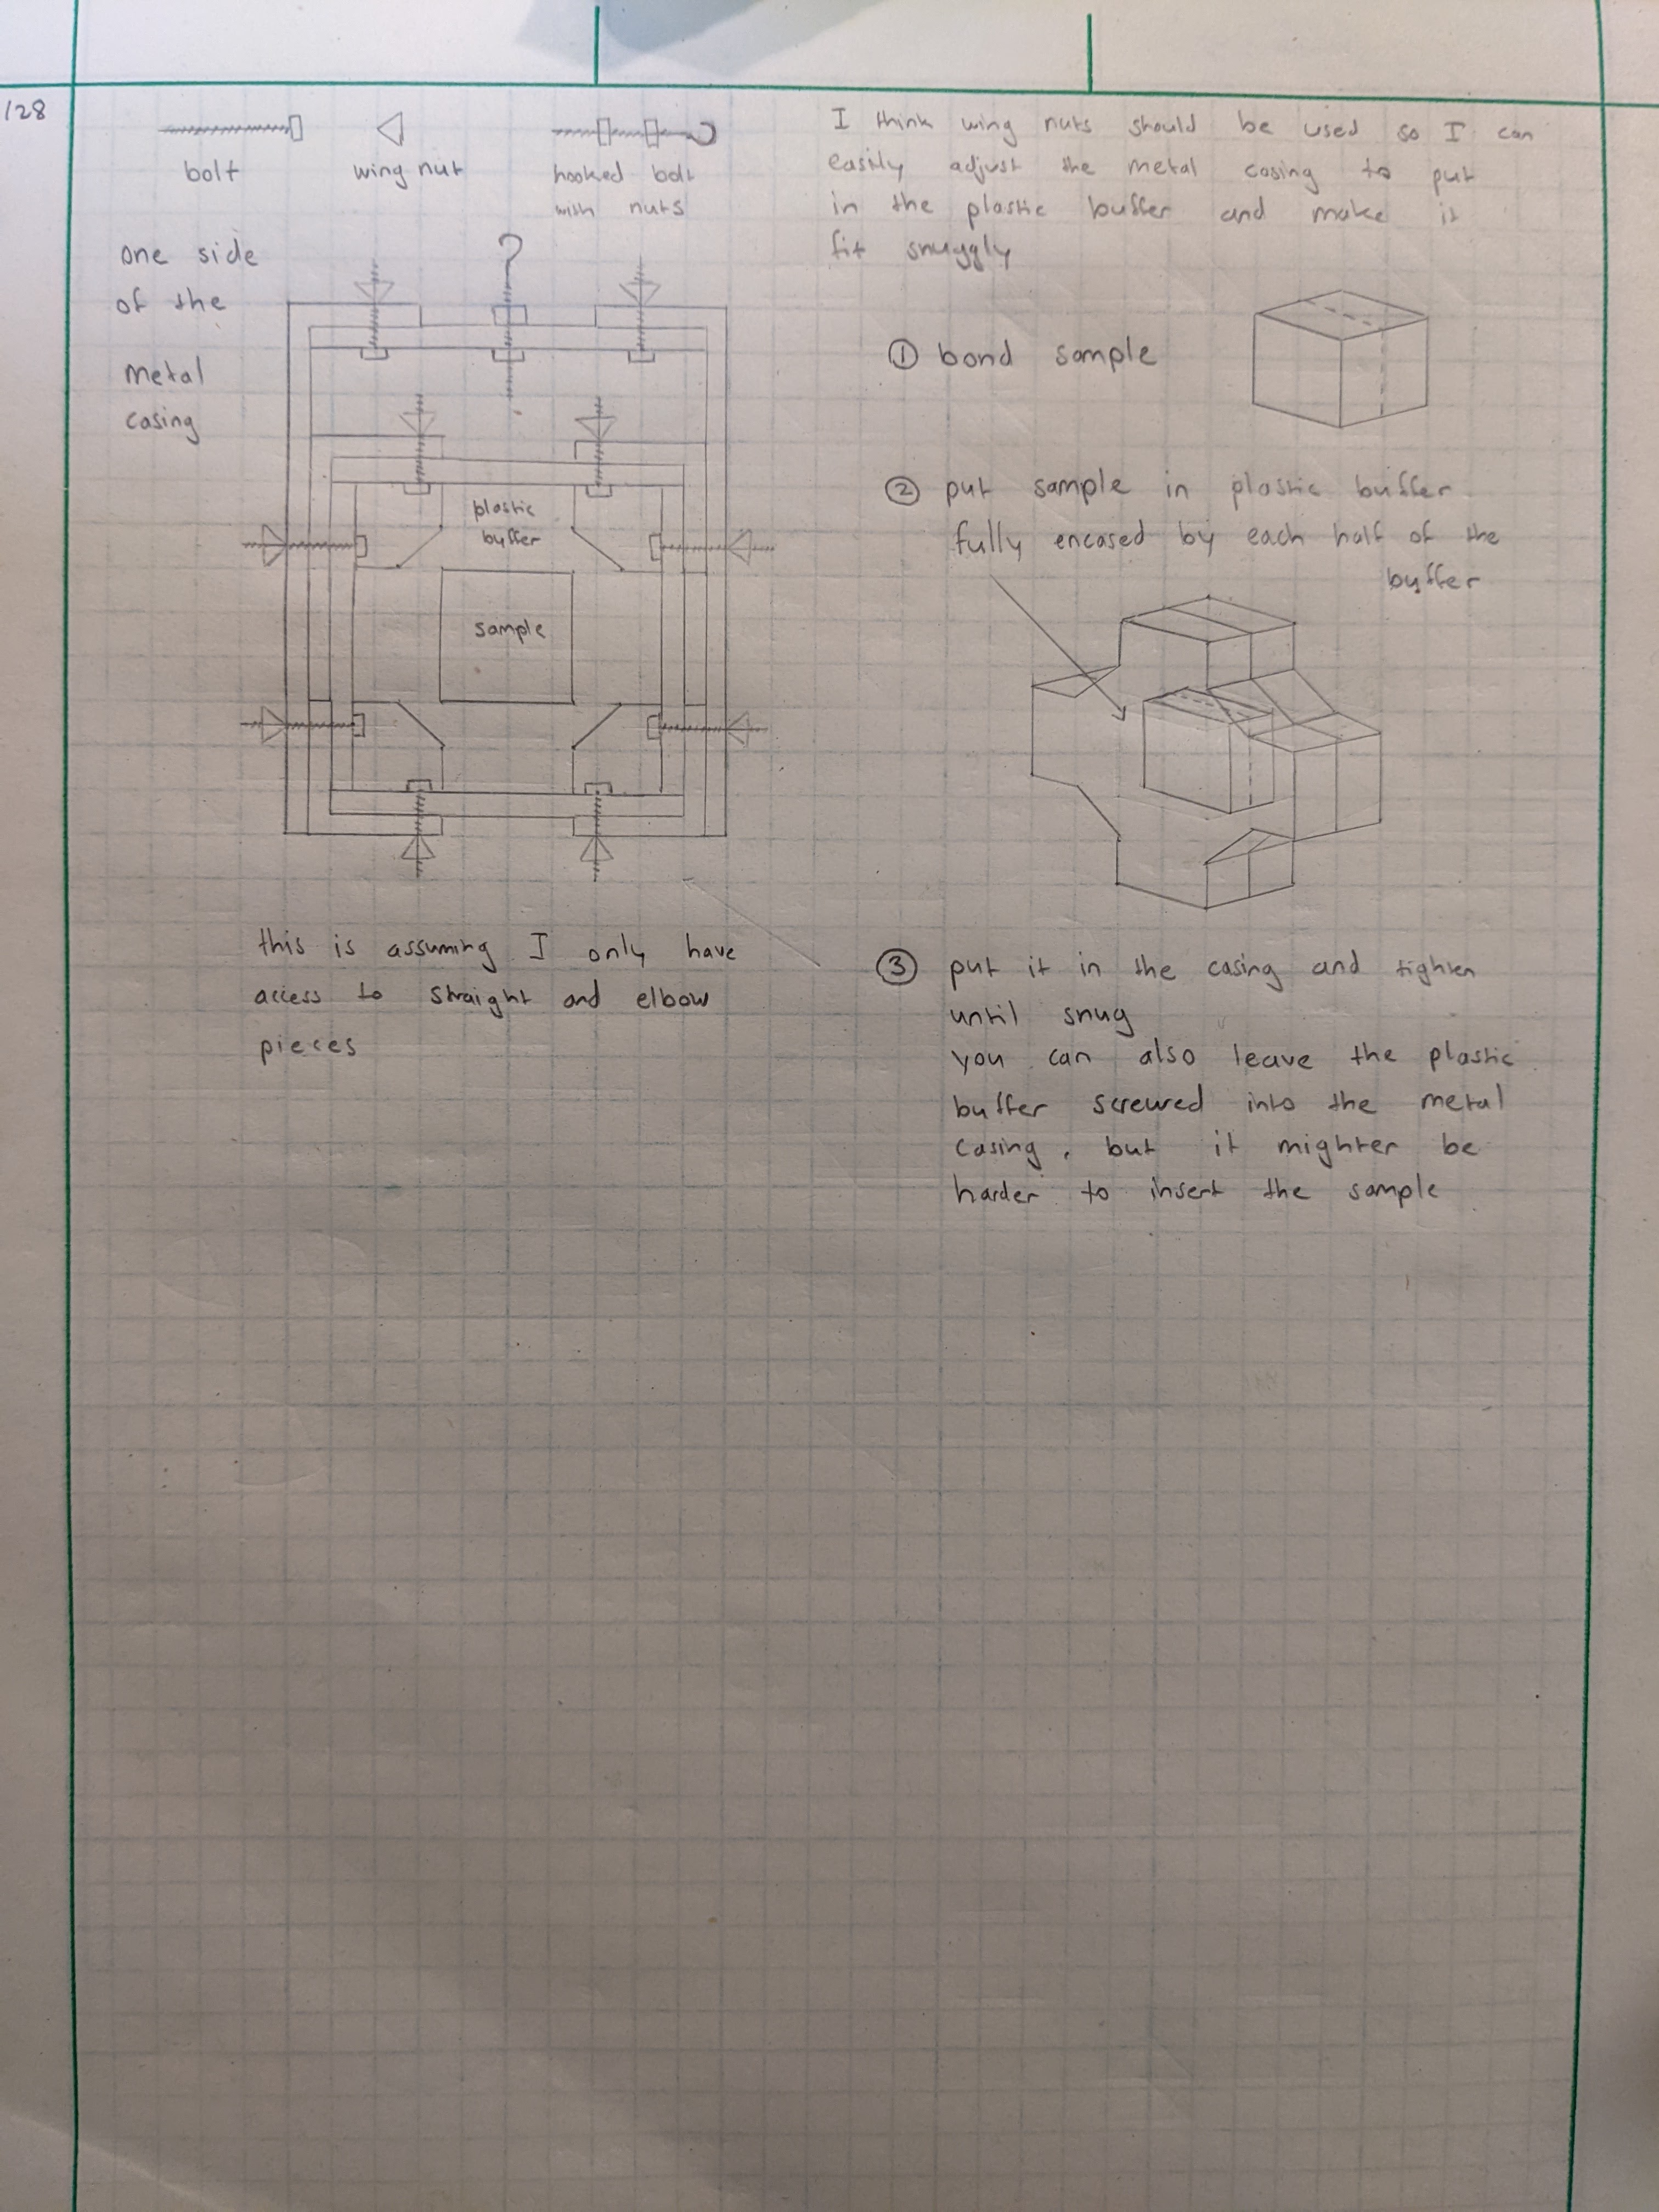 128
bolt
wing nut
hooked bolt
with nuts
one side
of the
metal
casing
plastic
buffer
sample
this is assuming I only have
access to straight and elbow
pieces
I think wing nuts should be used so I can
easily adjust the metal casing to put
in the plastic buffer and make it
fit snuggly
① bond sample
② put sample in plastic buffer
fully encased by each half of the
buffer
③ put it in the casing and tighten
until snug
you can also leave the plastic
buffer screwed into the metal
casing, but it mighter be
harder to insert the sample